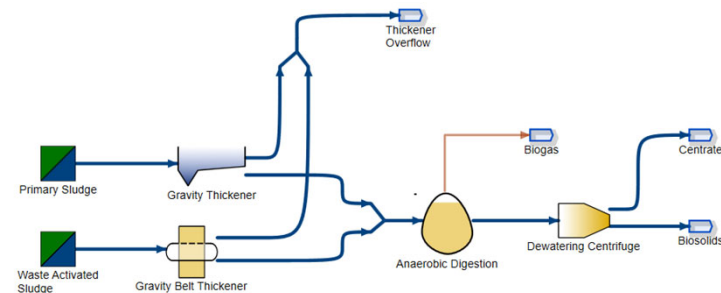 Thickener
Overflow
Biogas
Centrate
Primary Sludge
Gravity Thickener
Waste Activated
Sludge
Gravity Belt Thickener
Anaerobic Digestion
Dewatering Centrifuge
Biosolids